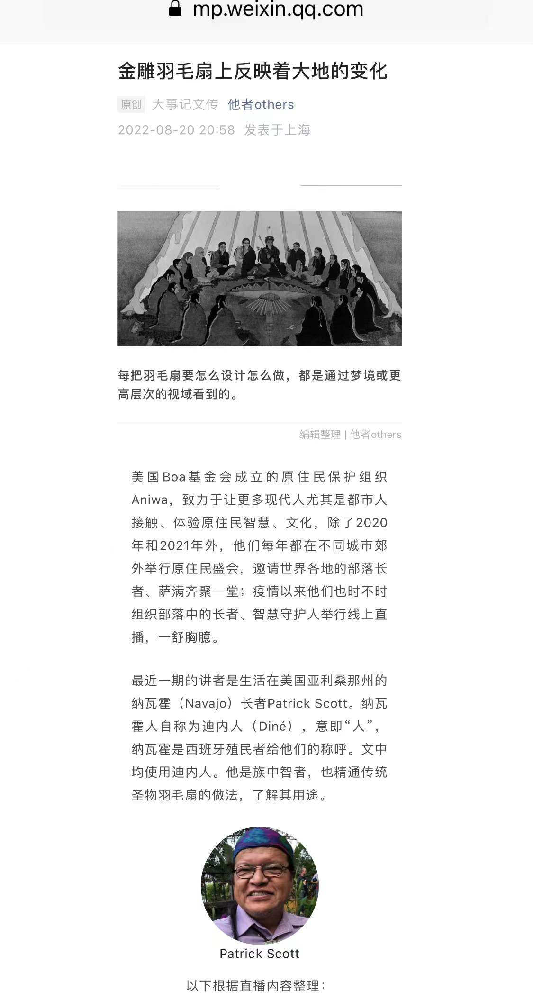 mp.weixin.qq.com
金雕羽毛扇上反映着大地的变化
原创 大事记文传 他者others
2022-08-20 20:58 发表于上海
每把羽毛扇要怎么设计怎么做，都是通过梦境或更
高层次的视域看到的。
编辑整理 | 他者others
美国Boa基金会成立的原住民保护组织
Aniwa，致力于让更多现代人尤其是都市人
接触、体验原住民智慧、文化，除了2020
年和2021年外，他们每年都在不同城市郊
外举行原住民盛会，邀请世界各地的部落长
者、萨满齐聚一堂；疫情以来他们也时不时
组织部落中的长者、智慧守护人举行线上直
播，一舒胸臆。
最近一期的讲者是生活在美国亚利桑那州的
纳瓦霍（Navajo）长者Patrick Scott。纳瓦
霍人自称为迪内人（Diné），意即“人”，
纳瓦霍是西班牙殖民者给他们的称呼。文中
均使用迪内人。他是族中智者，也精通传统
圣物羽毛扇的做法，了解其用途。
Patrick Scott
以下根据直播内容整理：